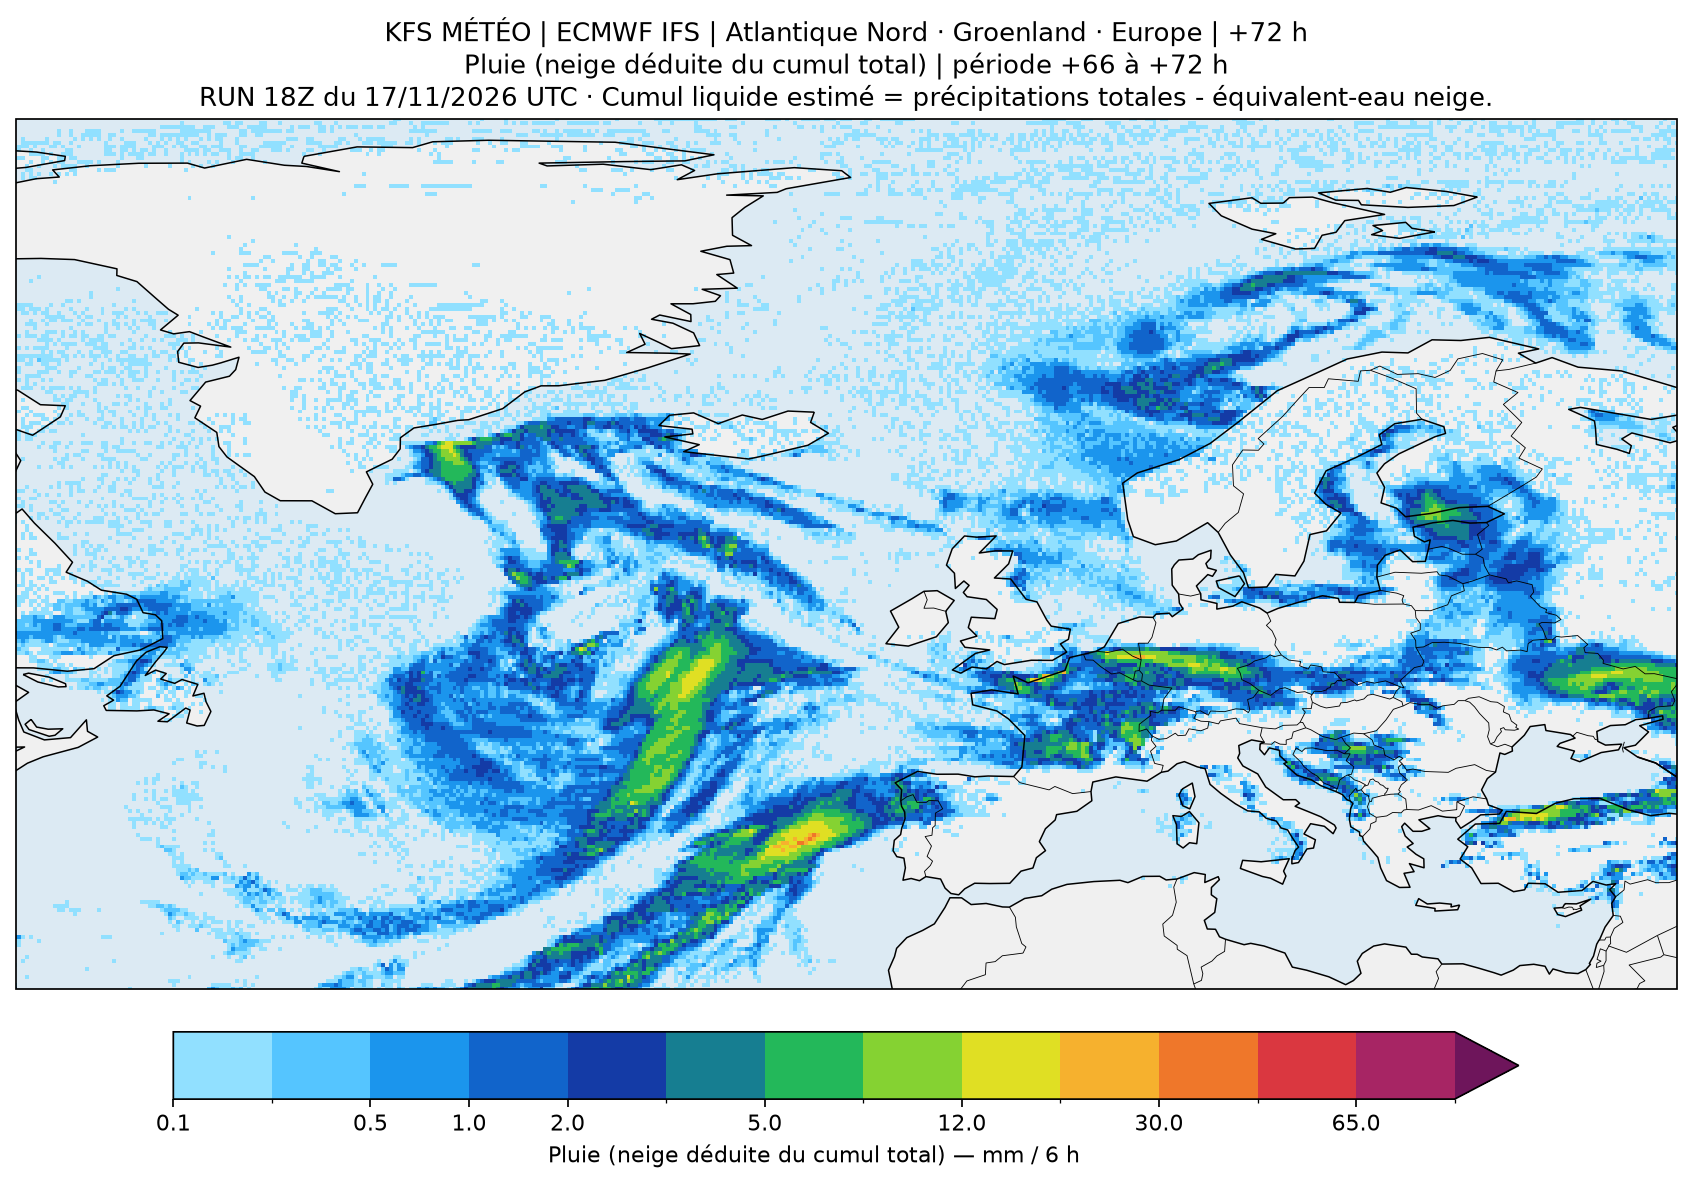 KFS MÉTÉO | ECMWF IFS | Atlantique Nord · Groenland · Europe | +72 h
Pluie (neige déduite du cumul total) | période +66 à +72 h
RUN 18Z du 17/11/2026 UTC · Cumul liquide estimé = précipitations totales - équivalent-eau neige.
0.1 0.5 1.0 2.0 5.0 12.0 30.0 65.0
Pluie (neige déduite du cumul total) — mm / 6 h